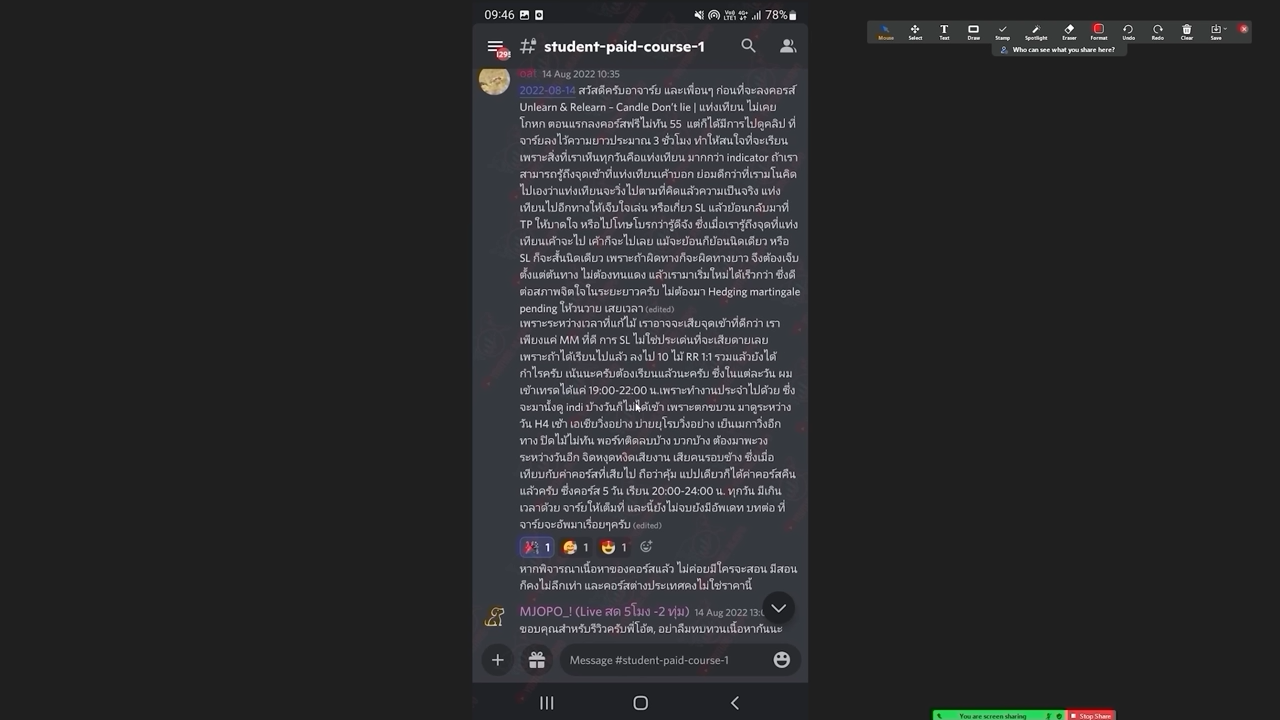 09:46
78%
Mouse
Select
Text
Draw
Stamp
Spotlight
Eraser
Format
Undo
Redo
Clear
Save
Who can see what you share here?
student-paid-course-1
14 Aug 2022 10:35
2022-08-14 สวัสดีครับอาจาร์ย และเพื่อนๆ ก่อนที่จะลงคอรส์
Unlearn & Relearn – Candle Don't lie | แท่งเทียน ไม่เคย
โกหก ตอนแรกลงคอร์สฟรีไม่ทัน 55 แต่ก็ได้มีการไปดูคลิป ที่
จาร์ยลงไว้ความยาวประมาณ 3 ชั่วโมง ทำให้สนใจที่จะเรียน
เพราะสิ่งที่เราเห็นทุกวันคือแท่งเทียน มากกว่า indicator ถ้าเรา
สามารถรู้ถึงจุดเข้าที่แท่งเทียนเค้าบอก ย่อมดีกว่าที่เรามโนคิด
ไปเองว่าแท่งเทียนจะวิ่งไปตามที่คิดแล้วความเป็นจริง แท่ง
เทียนไปอีกทางให้เจ็บใจเล่น หรือเกี่ยว SL แล้วย้อนกลับมาที่
TP ให้บาดใจ หรือไปโทษโบรกว่ารู้ดีจัง ซึ่งเมื่อเรารู้ถึงจุดที่แท่ง
เทียนเค้าจะไป เค้าก็จะไปเลย แม้จะย้อนก็ย้อนนิดเดียว หรือ
SL ก็จะสั้นนิดเดียว เพราะถ้าผิดทางก็จะผิดทางยาว จึงต้องเจ็บ
ตั้งแต่ต้นทาง ไม่ต้องทนแดง แล้วเรามาเริ่มใหม่ได้เร็วกว่า ซึ่งดี
ต่อสภาพจิตใจในระยะยาวครับ ไม่ต้องมา Hedging martingale
pending ให้วนวาย เสยเวลา (edited)
เพราะระหว่างเวลาที่แก้ไม้ เราอาจจะเสียจุดเข้าที่ดีกว่า เรา
เพียงแค่ MM ที่ดี การ SL ไม่ใช่ประเด่นที่จะเสียดายเลย
เพราะถ้าได้เรียนไปแล้ว ลงไป 10 ไม้ RR 1:1 รวมแล้วยังได้
กำไรครับ เน้นนะครับต้องเรียนแล้วนะครับ ซึ่งในแต่ละวัน ผม
เข้าเทรดได้แค่ 19:00-22:00 น.เพราะทำงานประจำไปด้วย ซึ่ง
จะมานั้งดู indi บ้างวันก็ไม่ได้เข้า เพราะตกขบวน มาดูระหว่าง
วัน H4 เช้า เอเชียวิ่งอย่าง บ่ายยุโรบวิ่งอย่าง เย็นเมกาวิ่งอีก
ทาง ปิดไม้ไม่ทัน พอร์ทติดลบบ้าง บวกบ้าง ต้องมาพะวง
ระหว่างวันอีก จิดหงุดหงิดเสียงาน เสียคนรอบข้าง ซึ่งเมื่อ
เทียบกับค่าคอร์สที่เสียไป ถือว่าคุ้ม แปปเดียวก็ได้ค่าคอร์สคืน
แล้วครับ ซึ่งคอร์ส 5 วัน เรียน 20:00-24:00 น. ทุกวัน มีเกิน
เวลาด้วย จาร์ยให้เต็มที่ และนี้ยังไม่จบยังมีอัพเดท บทต่อ ที่
จาร์ยจะอัพมาเรื่อยๆครับ (edited)
1 1 1
หากพิจารณาเนื้อหาของคอร์สแล้ว ไม่ค่อยมีใครจะสอน มีสอน
ก็คงไม่ลึกเท่า และคอร์สต่างประเทศคงไม่ใช่ราคานี้
MJOPO_! (Live สด 5โมง -2 ทุ่ม) 14 Aug 2022
ขอบคุณสำหรับรีวิวครับพี่โอ๊ต, อย่าลืมทบทวนเนื้อหากันนะ
Message #student-paid-course-1
You are screen sharing
Stop Share